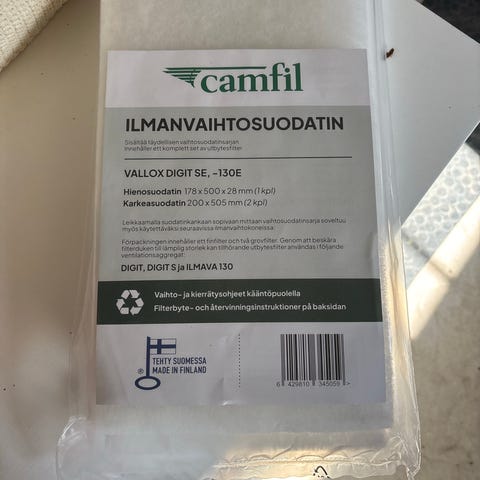 camfil
ILMANVAIHTOSUODATIN
Sisältää täydellisen vaihtosuodatinsarjan
Innehåller ett komplett set av utbytesfilter
VALLOX DIGIT SE, -130E
Hienosuodatin 178 x 500 x 28 mm (1 kpl)
Karkeasuodatin 200 x 505 mm (2 kpl)
Leikkaamalla suodatinkankaan sopivaan mittaan vaihtosuodatinsarja soveltuu
myös käytettäväksi seuraavissa ilmanvaihtokoneissa:
Förpackningen innehåller ett finfilter och två grovfilter. Genom att beskära
filterduken till lämplig storlek kan tillhörande utbytesfilter användas i följande
ventilationsaggregat:
DIGIT, DIGIT S ja ILMAVA 130
Vaihto- ja kierrätysohjeet kääntöpuolella
Filterbyte- och återvinningsinstruktioner på baksidan
TEHTY SUOMESSA
MADE IN FINLAND
®
6 429810 345059 >